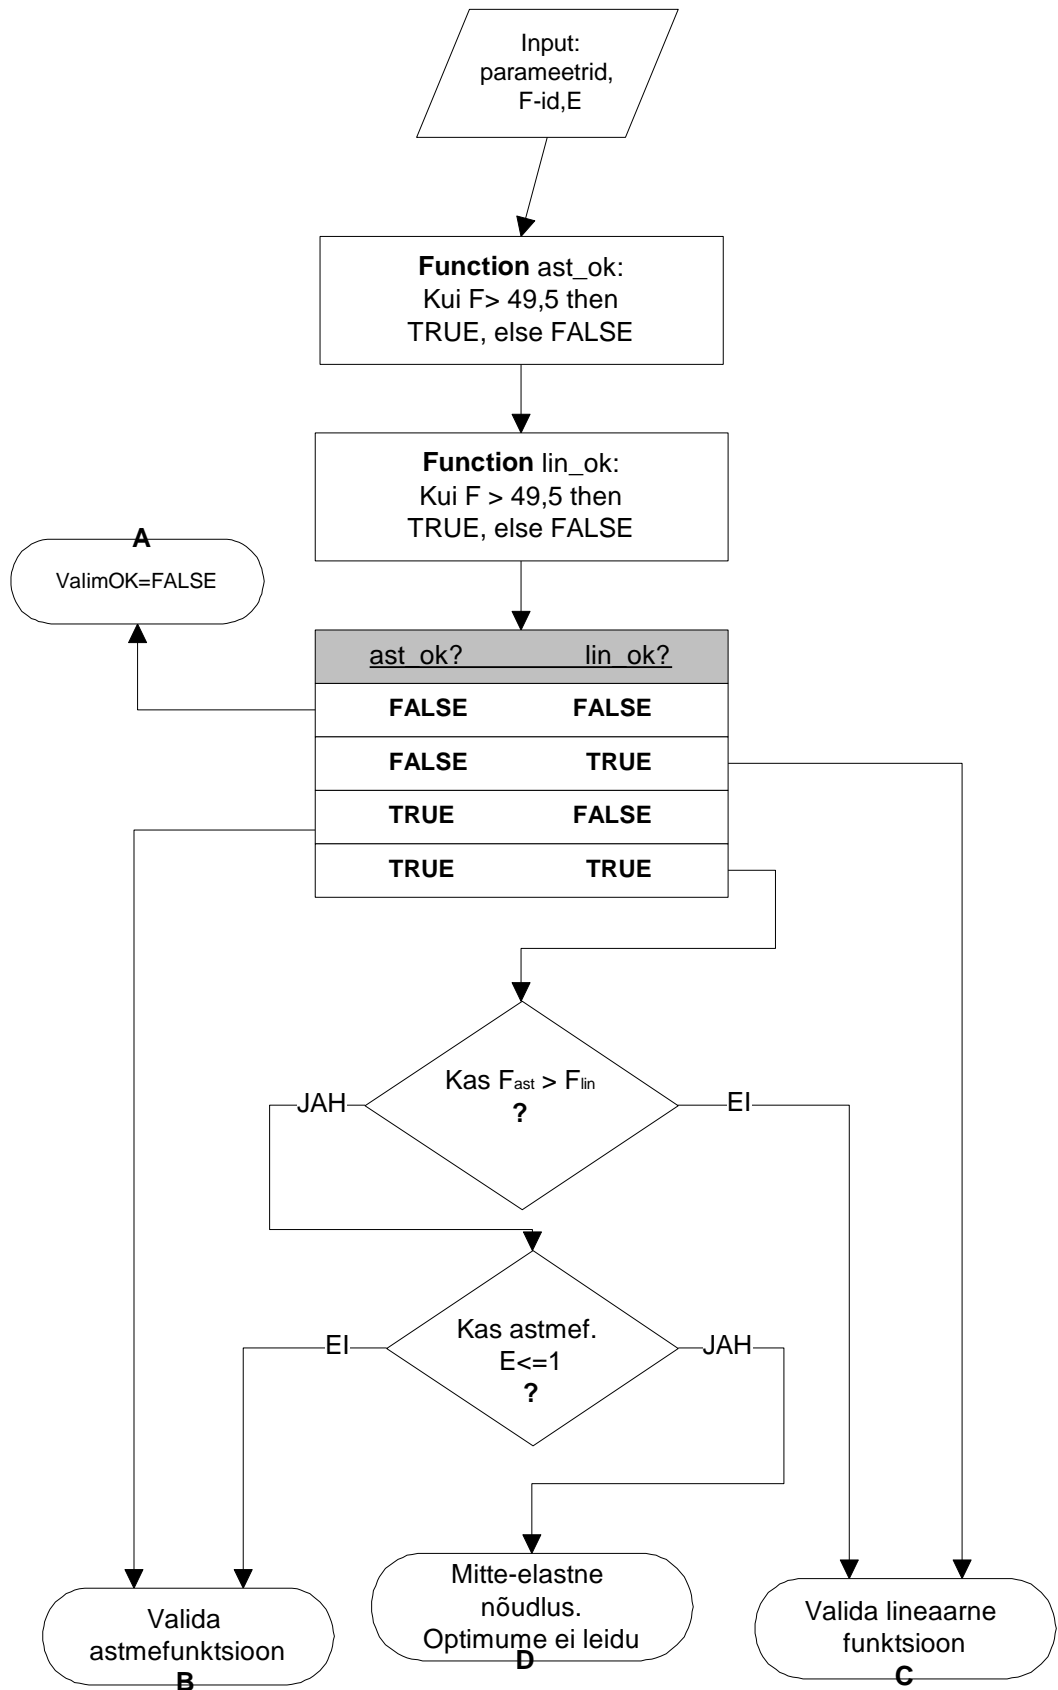 Input:
parameetrid,
F-id,E
Function ast_ok:
Kui F> 49,5 then
TRUE, else FALSE
Function lin_ok:
Kui F > 49,5 then
TRUE, else FALSE
A
ValimOK=FALSE
ast_ok? lin_ok?
FALSE FALSE
FALSE TRUE
TRUE FALSE
TRUE TRUE
Kas Fast > Flin
?
JAH
EI
Kas astmef.
E<=1
?
EI
JAH
Valida
astmefunktsioon
B
Mitte-elastne
nõudlus.
Optimume ei leidu
D
Valida lineaarne
funktsioon
C